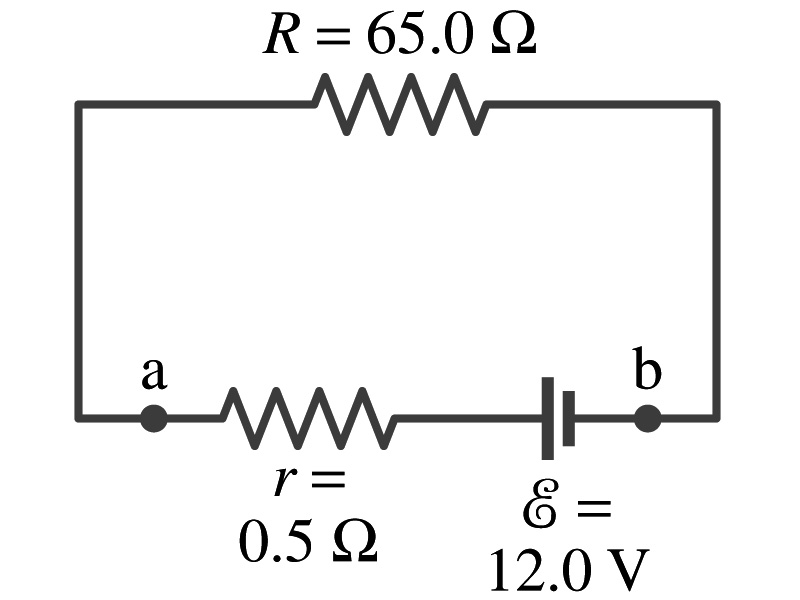 R = 65.0 Ω
a
b
r =
0.5 Ω
ℰ =
12.0 V